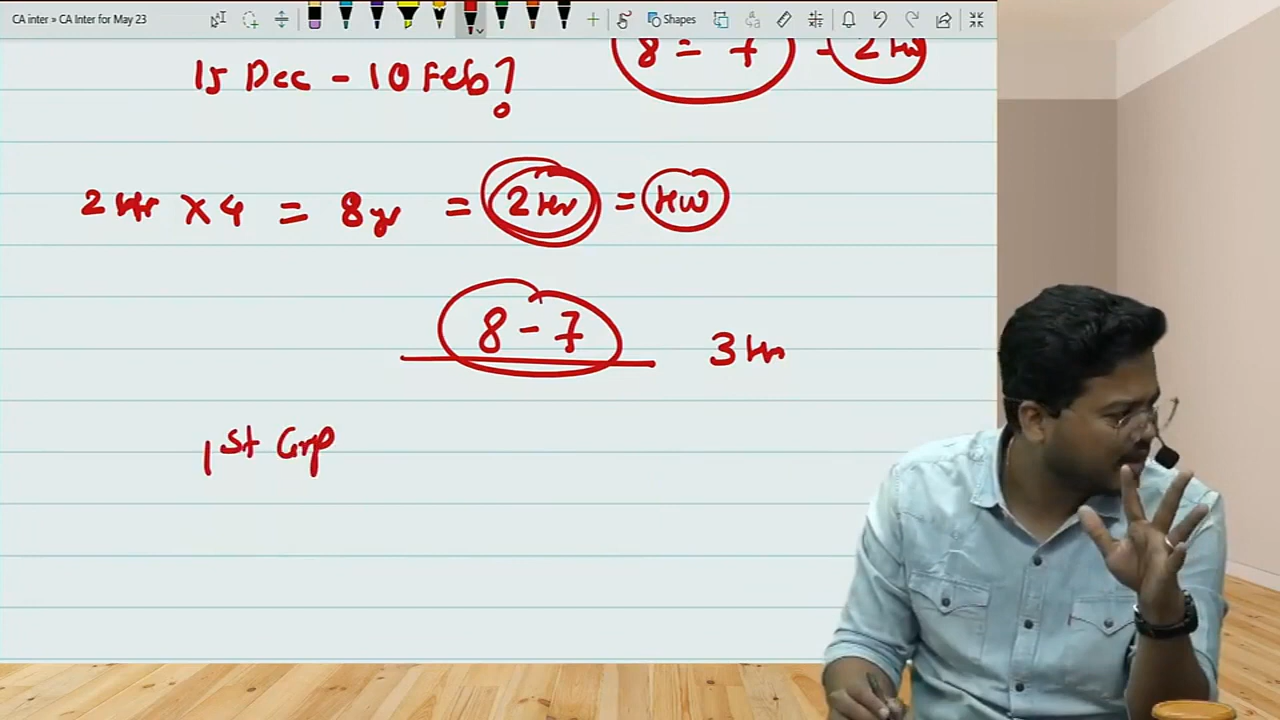 CA inter » CA Inter for May 23
Shapes
8 = 7 - 2 Hw
15 Dec - 10 Feb?
2 Hr × 4 = 8 = 2 Hr = HW
8 - 7 3 Hr
1st Grp